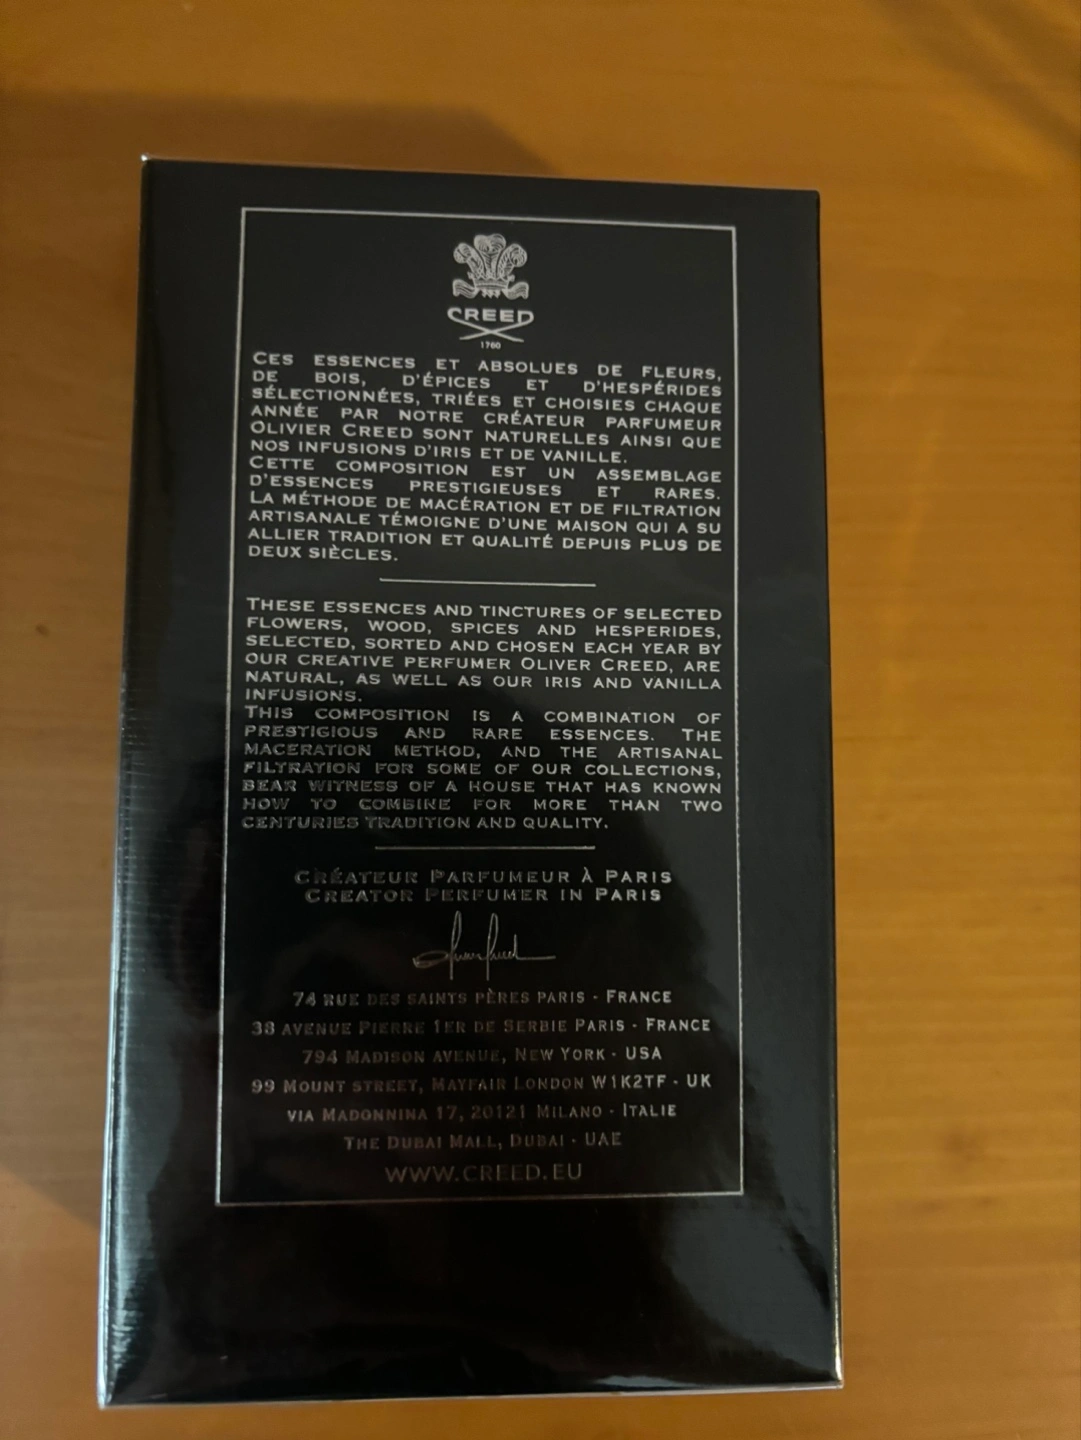 CREED
1760
CES ESSENCES ET ABSOLUES DE FLEURS,
DE BOIS, D'ÉPICES ET D'HESPÉRIDES
SÉLECTIONNÉES, TRIÉES ET CHOISIES CHAQUE
ANNÉE PAR NOTRE CRÉATEUR PARFUMEUR
OLIVIER CREED SONT NATURELLES AINSI QUE
NOS INFUSIONS D'IRIS ET DE VANILLE.
CETTE COMPOSITION EST UN ASSEMBLAGE
D'ESSENCES PRESTIGIEUSES ET RARES.
LA MÉTHODE DE MACÉRATION ET DE FILTRATION
ARTISANALE TÉMOIGNE D'UNE MAISON QUI A SU
ALLIER TRADITION ET QUALITÉ DEPUIS PLUS DE
DEUX SIÈCLES.
THESE ESSENCES AND TINCTURES OF SELECTED
FLOWERS, WOOD, SPICES AND HESPERIDES,
SELECTED, SORTED AND CHOSEN EACH YEAR BY
OUR CREATIVE PERFUMER OLIVER CREED, ARE
NATURAL, AS WELL AS OUR IRIS AND VANILLA
INFUSIONS.
THIS COMPOSITION IS A COMBINATION OF
PRESTIGIOUS AND RARE ESSENCES. THE
MACERATION METHOD, AND THE ARTISANAL
FILTRATION FOR SOME OF OUR COLLECTIONS,
BEAR WITNESS OF A HOUSE THAT HAS KNOWN
HOW TO COMBINE FOR MORE THAN TWO
CENTURIES TRADITION AND QUALITY.
CRÉATEUR PARFUMEUR À PARIS
CREATOR PERFUMER IN PARIS
74 RUE DES SAINTS PÈRES PARIS - FRANCE
38 AVENUE PIERRE 1ER DE SERBIE PARIS - FRANCE
794 MADISON AVENUE, NEW YORK - USA
99 MOUNT STREET, MAYFAIR LONDON W1K2TF - UK
VIA MADONNINA 17, 20121 MILANO - ITALIE
THE DUBAI MALL, DUBAI - UAE
WWW.CREED.EU